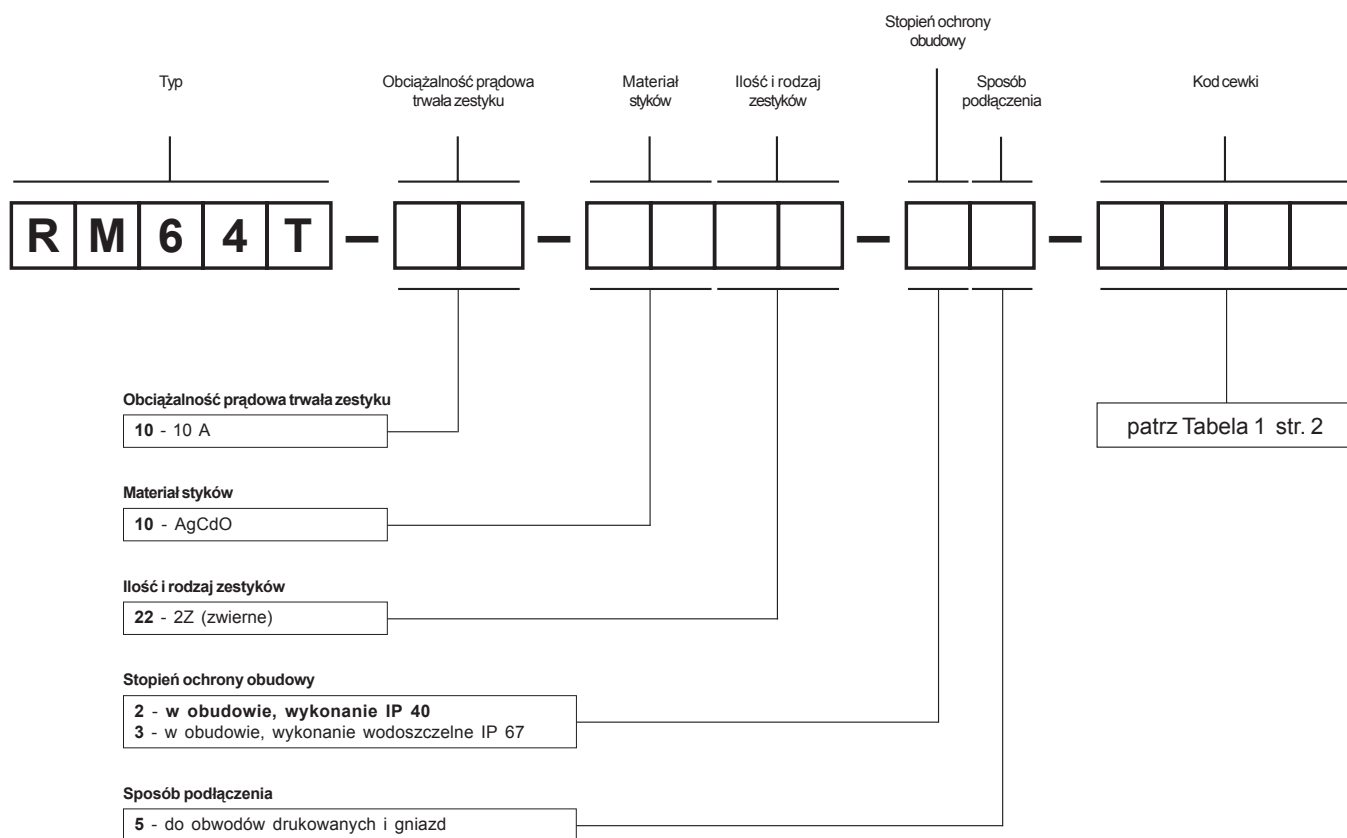 Stopień ochrony
obudowy
Typ
Obciążalność prądowa
trwała zestyku
Materiał
styków
Ilość i rodzaj
zestyków
Sposób
podłączenia
Kod cewki
R M 6 4 T – – – –
Obciążalność prądowa trwała zestyku
10 - 10 A
patrz Tabela 1 str. 2
Materiał styków
10 - AgCdO
Ilość i rodzaj zestyków
22 - 2Z (zwierne)
Stopień ochrony obudowy
2 - w obudowie, wykonanie IP 40
3 - w obudowie, wykonanie wodoszczelne IP 67
Sposób podłączenia
5 - do obwodów drukowanych i gniazd